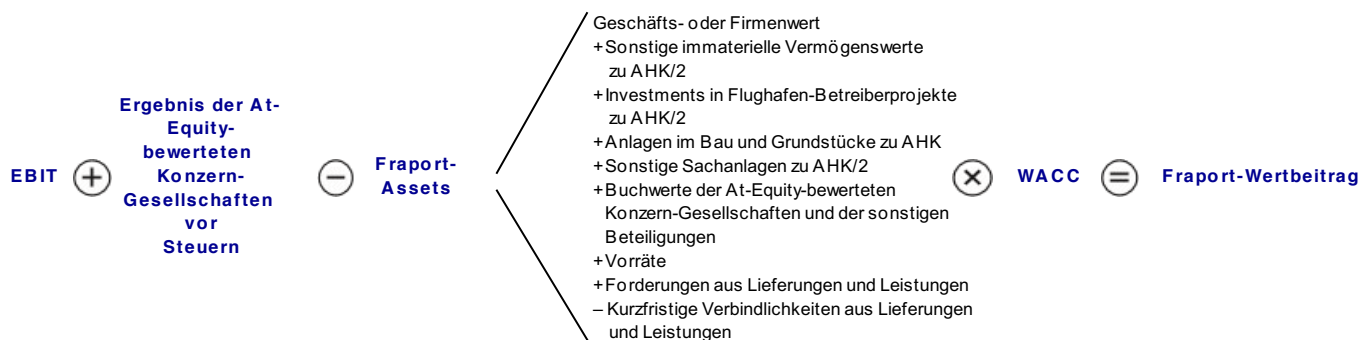 EBIT
+
Ergebnis der At-
Equity-
bewerteten
Konzern-
Gesellschaften
vor
Steuern
−
Fraport-
Assets
Geschäfts- oder Firmenwert
+Sonstige immaterielle Vermögenswerte
zu AHK/2
+Investments in Flughafen-Betreiberprojekte
zu AHK/2
+Anlagen im Bau und Grundstücke zu AHK
+Sonstige Sachanlagen zu AHK/2
+Buchwerte der At-Equity-bewerteten
Konzern-Gesellschaften und der sonstigen
Beteiligungen
+Vorräte
+Forderungen aus Lieferungen und Leistungen
– Kurzfristige Verbindlichkeiten aus Lieferungen
und Leistungen
×
WACC
=
Fraport-Wertbeitrag